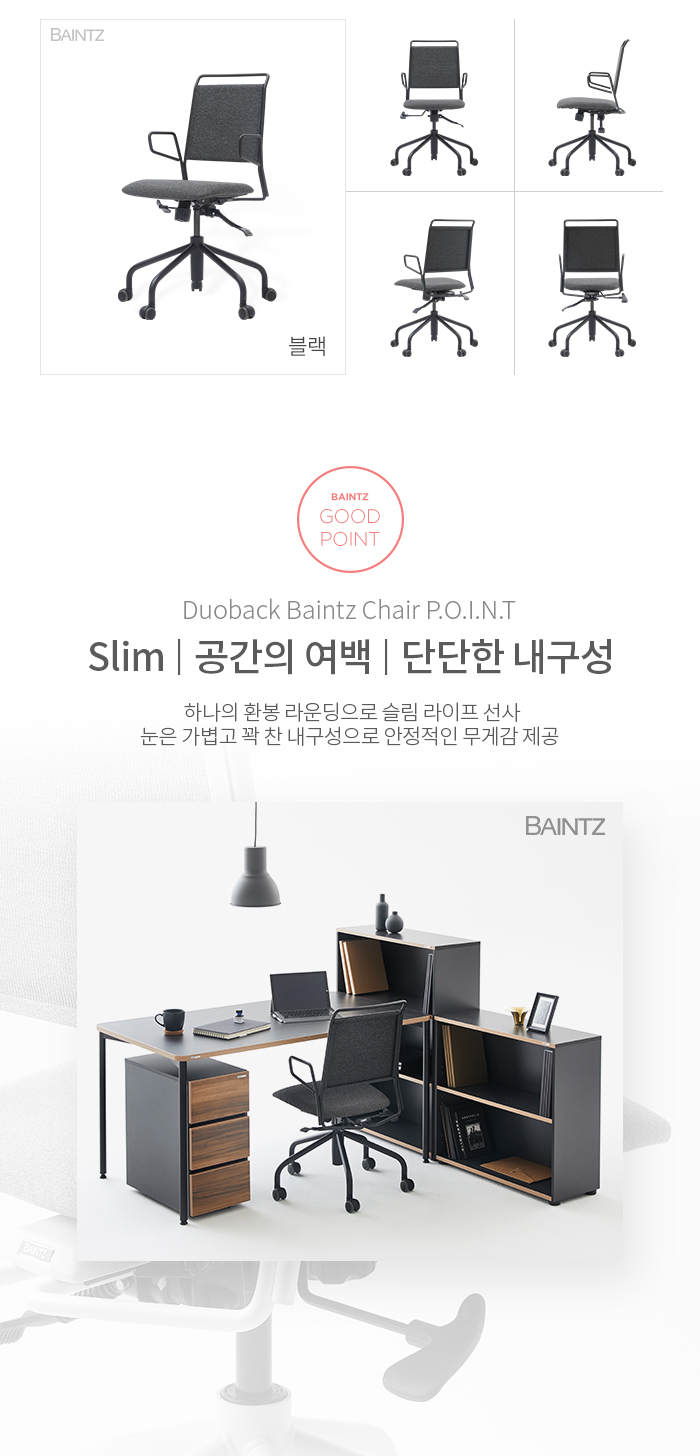 BAINTZ
블랙
BAINTZ
GOOD
POINT
Duoback Baintz Chair P.O.I.N.T
Slim | 공간의 여백 | 단단한 내구성
하나의 환봉 라운딩으로 슬림 라이프 선사
눈은 가볍고 꽉 찬 내구성으로 안정적인 무게감 제공
BAINTZ
BAINTZ